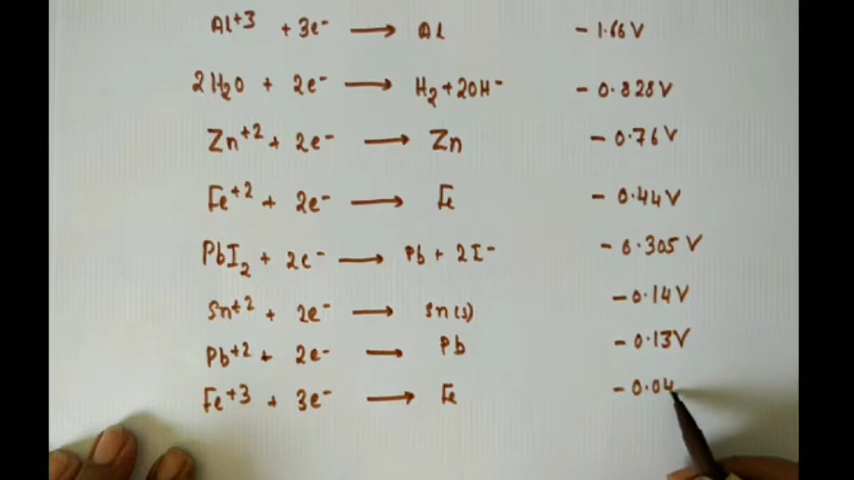 Al+3 + 3e- → Al - 1.66V
2H2O + 2e- → H2+2OH- - 0.828V
Zn+2 + 2e- → Zn - 0.76V
Fe+2 + 2e- → Fe - 0.44V
PbI2 + 2e- → Pb + 2I- - 0.305 V
Sn+2 + 2e- → Sn(s) - 0.14V
Pb+2 + 2e- → Pb - 0.13V
Fe+3 + 3e- → Fe - 0.04